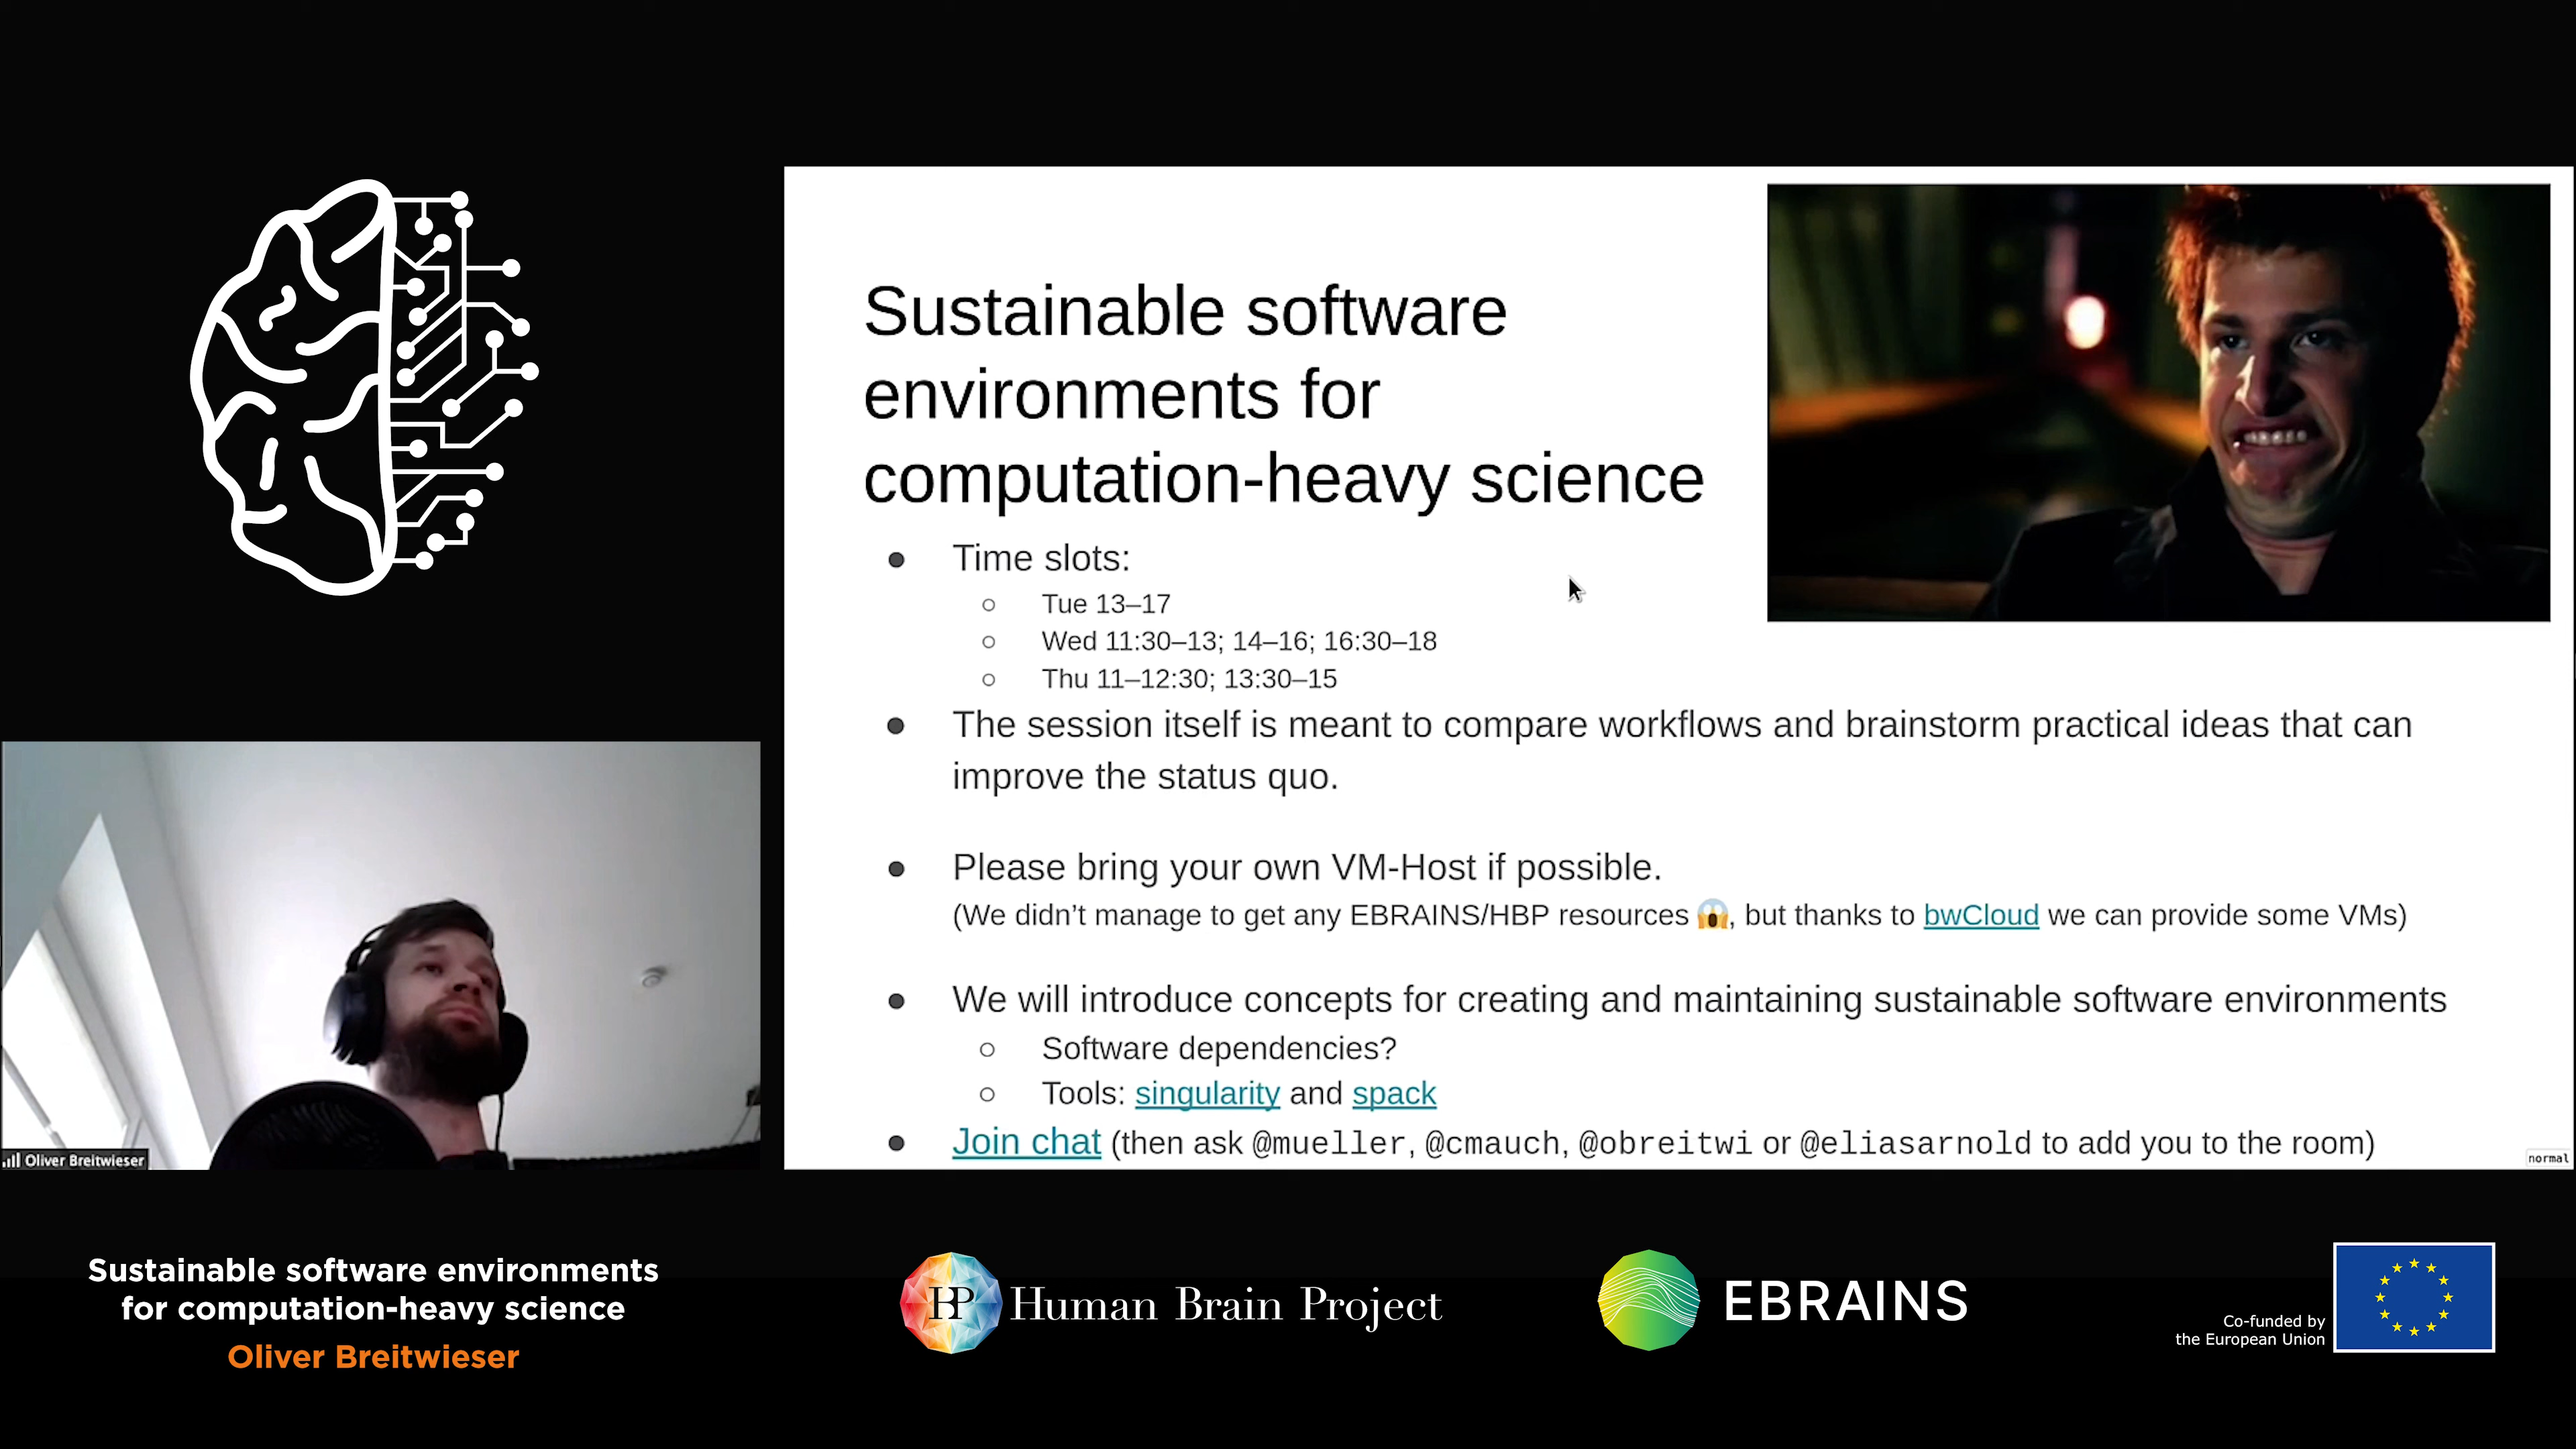 Sustainable software
environments for
computation-heavy science
● Time slots:
○ Tue 13–17
○ Wed 11:30–13; 14–16; 16:30–18
○ Thu 11–12:30; 13:30–15
● The session itself is meant to compare workflows and brainstorm practical ideas that can
improve the status quo.
● Please bring your own VM-Host if possible.
(We didn’t manage to get any EBRAINS/HBP resources 😱, but thanks to bwCloud we can provide some VMs)
● We will introduce concepts for creating and maintaining sustainable software environments
○ Software dependencies?
○ Tools: singularity and spack
● Join chat (then ask @mueller, @cmauch, @obreitwi or @eliasarnold to add you to the room)
normal
Oliver Breitwieser
Sustainable software environments
for computation-heavy science
Oliver Breitwieser
HBP Human Brain Project
EBRAINS
Co-funded by
the European Union